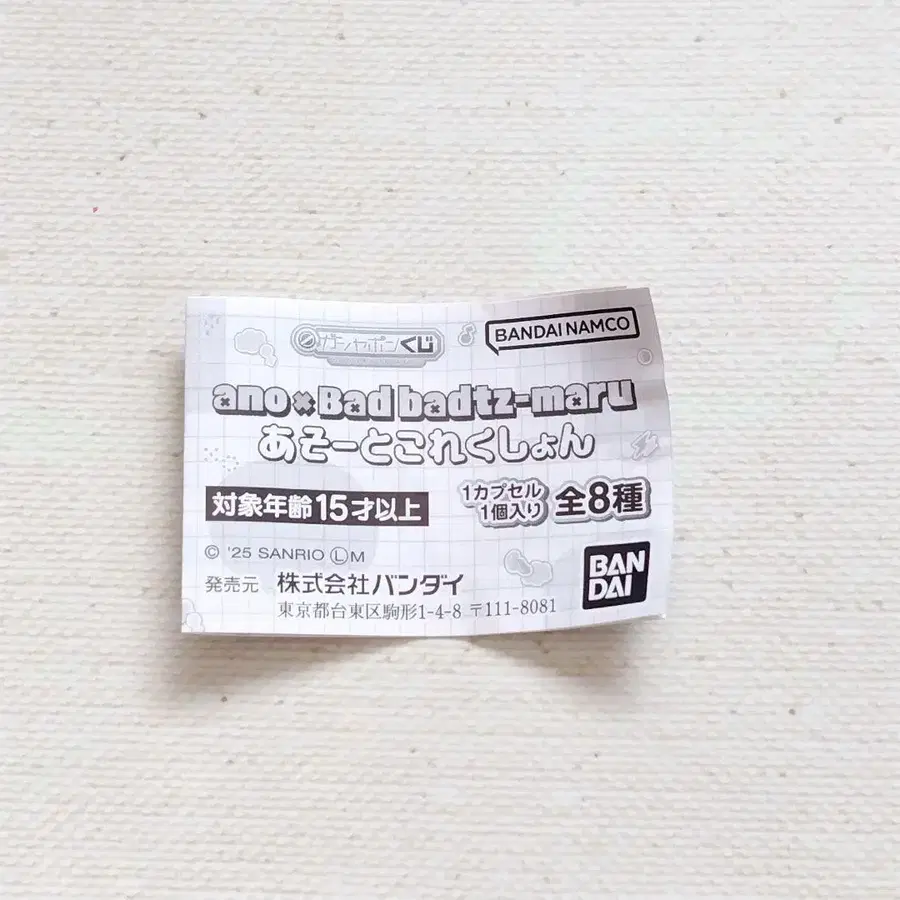 ガシャポンくじ
BANDAI NAMCO
ano×Bad badtz-maru
あそーとこれくしょん
対象年齢15才以上
1カプセル
1個入り
全8種
© '25 SANRIO ⓁM
発売元 株式会社バンダイ
東京都台東区駒形1-4-8 〒111-8081
BAN
DAI